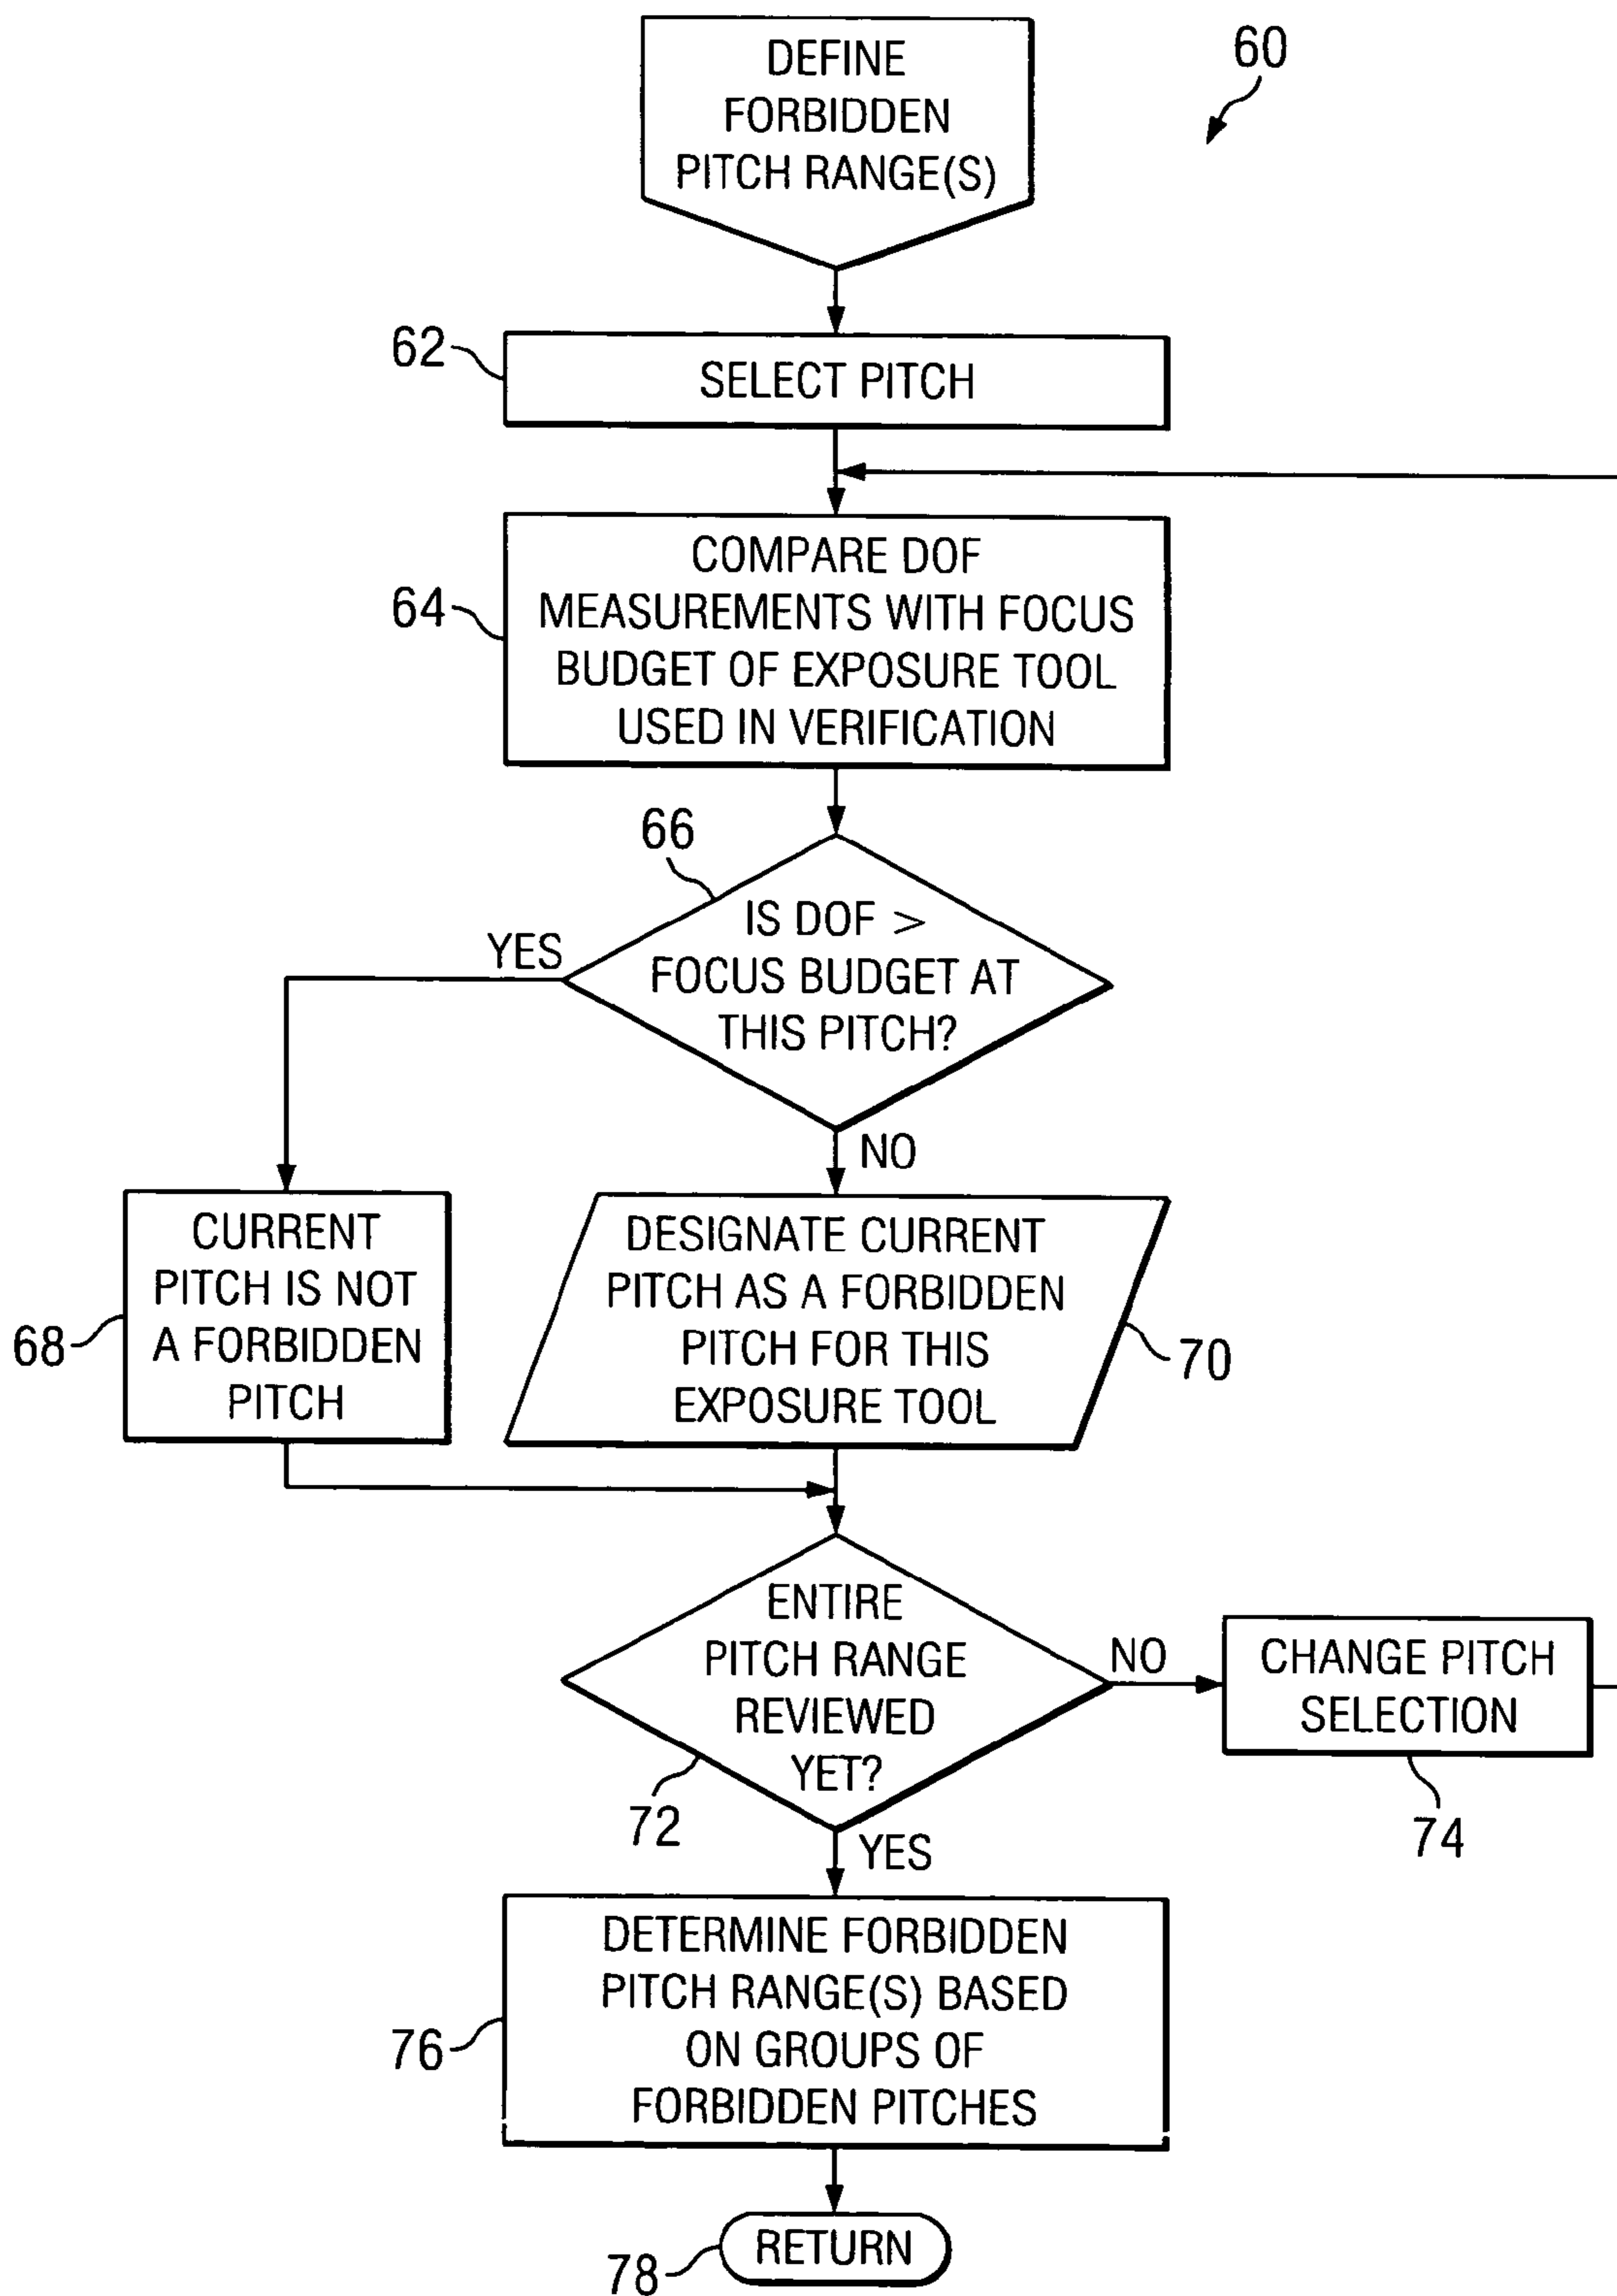 DEFINE
FORBIDDEN
PITCH RANGE(S)
60
62
SELECT PITCH
64
COMPARE DOF
MEASUREMENTS WITH FOCUS
BUDGET OF EXPOSURE TOOL
USED IN VERIFICATION
66
IS DOF >
FOCUS BUDGET AT
THIS PITCH?
YES
NO
68
CURRENT
PITCH IS NOT
A FORBIDDEN
PITCH
DESIGNATE CURRENT
PITCH AS A FORBIDDEN
PITCH FOR THIS
EXPOSURE TOOL
70
ENTIRE
PITCH RANGE
REVIEWED
YET?
72
NO
CHANGE PITCH
SELECTION
74
YES
76
DETERMINE FORBIDDEN
PITCH RANGE(S) BASED
ON GROUPS OF
FORBIDDEN PITCHES
78
RETURN